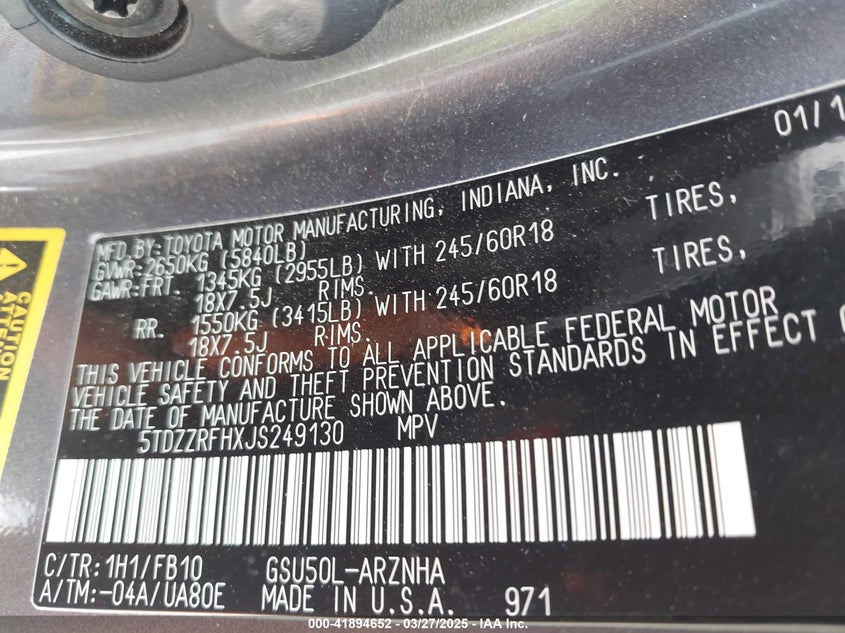 01/1
MFD.BY:TOYOTA MOTOR MANUFACTURING, INDIANA, INC.
GVWR:2650KG (5840LB)
GAWR:FRT. 1345KG (2955LB) WITH 245/60R18 TIRES,
18X7.5J RIMS.
RR. 1550KG (3415LB) WITH 245/60R18 TIRES,
18X7.5J RIMS.
THIS VEHICLE CONFORMS TO ALL APPLICABLE FEDERAL MOTOR
VEHICLE SAFETY AND THEFT PREVENTION STANDARDS IN EFFECT
THE DATE OF MANUFACTURE SHOWN ABOVE.
5TDZZRFHXJS249130 MPV
C/TR:1H1/FB10 GSU50L-ARZNHA
A/TM:-04A/UA80E MADE IN U.S.A. 971
CAUTION
ATTENTION
000-41894652 - 03/27/2025 - IAA Inc.